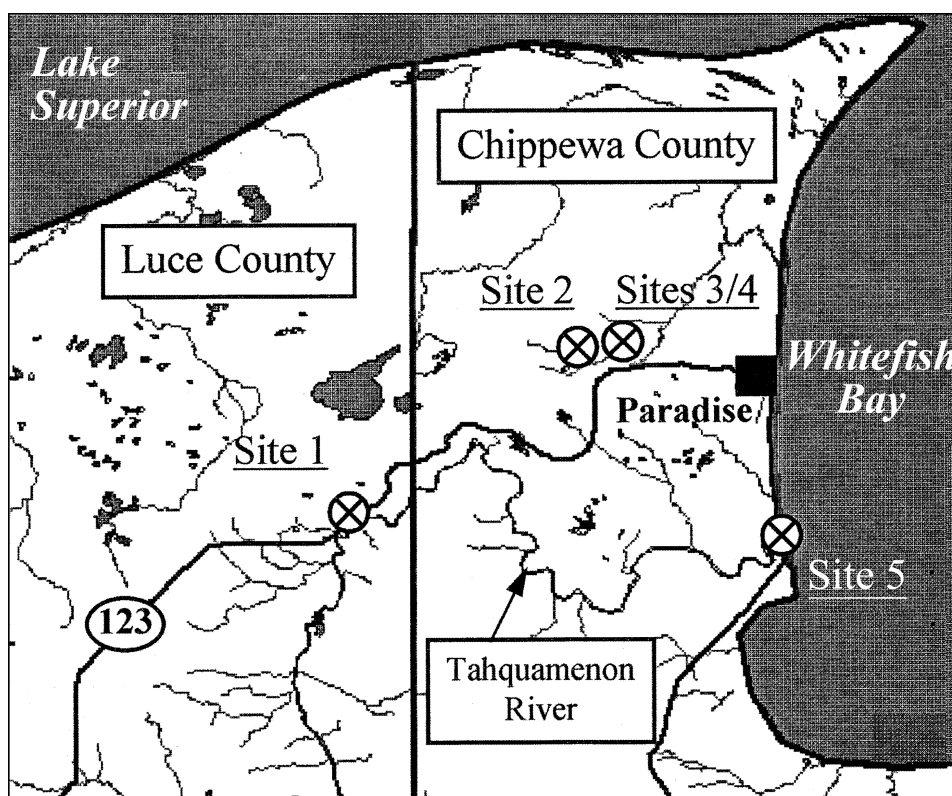 Lake
Superior
Chippewa County
Luce County
Site 2
Sites 3/4
Whitefish
Bay
Paradise
Site 1
Site 5
123
Tahquamenon
River